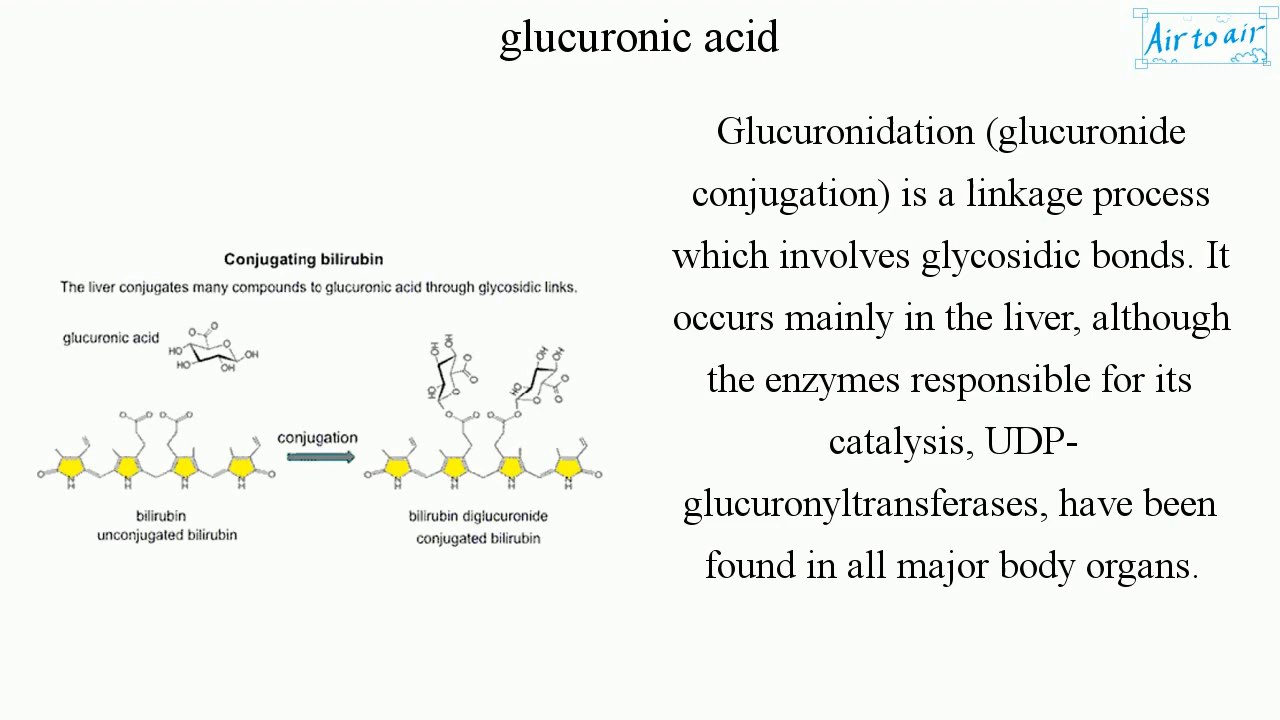 glucuronic acid
Air to air
Glucuronidation (glucuronide
conjugation) is a linkage process
which involves glycosidic bonds. It
occurs mainly in the liver, although
the enzymes responsible for its
catalysis, UDP-
glucuronyltransferases, have been
found in all major body organs.
Conjugating bilirubin
The liver conjugates many compounds to glucuronic acid through glycosidic links.
glucuronic acid
conjugation
bilirubin
unconjugated bilirubin
bilirubin diglucuronide
conjugated bilirubin